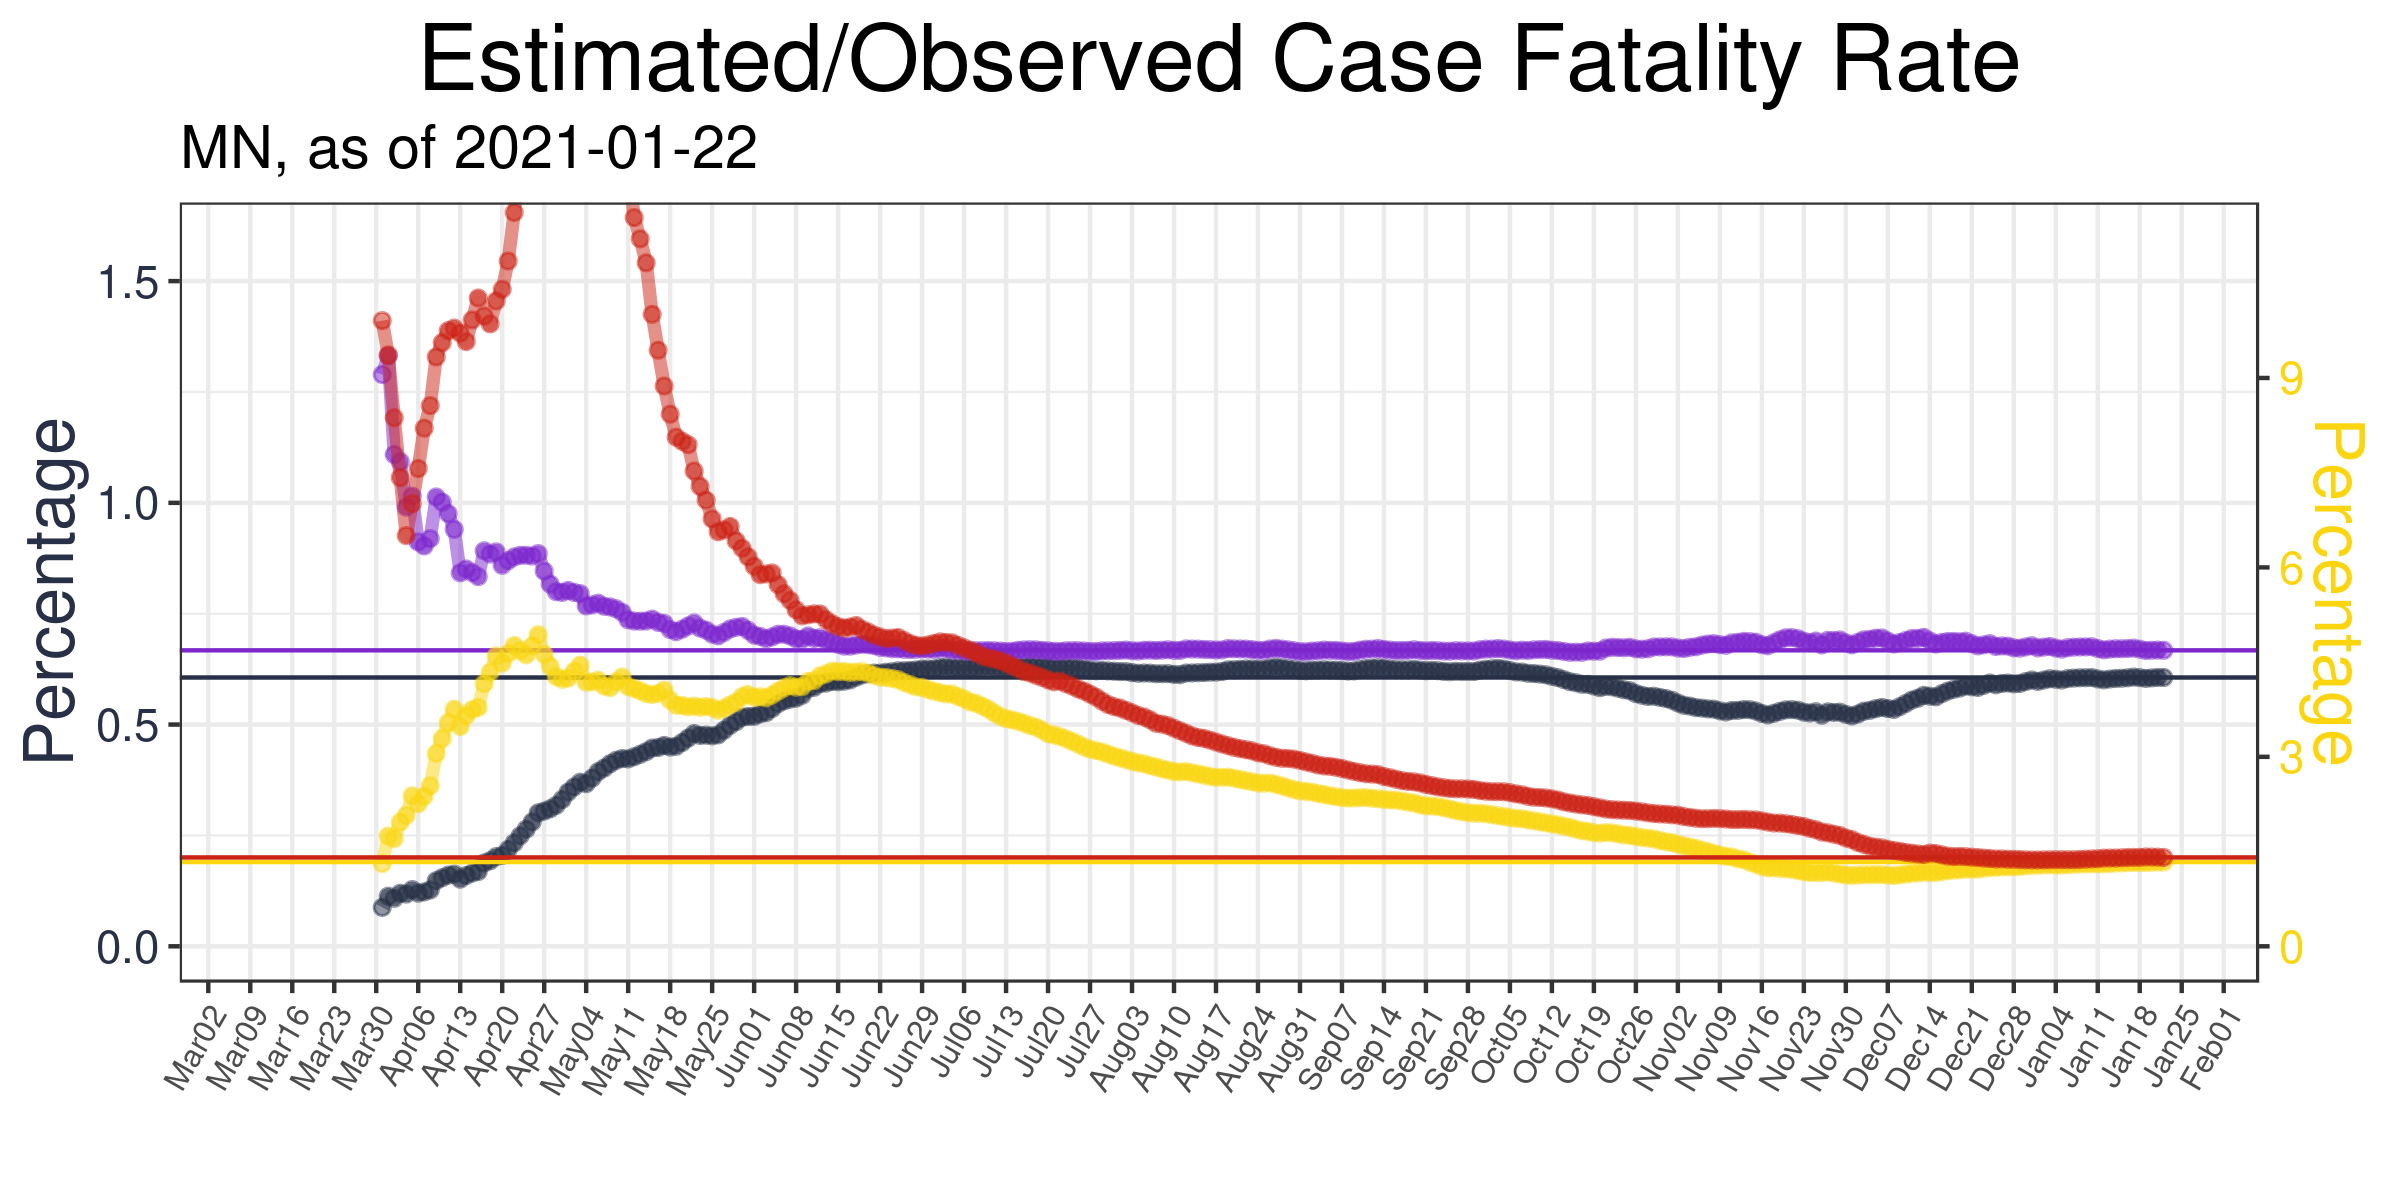 Estimated/Observed Case Fatality Rate
MN, as of 2021-01-22
Percentage
1.5
1.0
0.5
0.0
9
6
3
0
Percentage
Mar02
Mar09
Mar16
Mar23
Mar30
Apr06
Apr13
Apr20
Apr27
May04
May11
May18
May25
Jun01
Jun08
Jun15
Jun22
Jun29
Jul06
Jul13
Jul20
Jul27
Aug03
Aug10
Aug17
Aug24
Aug31
Sep07
Sep14
Sep21
Sep28
Oct05
Oct12
Oct19
Oct26
Nov02
Nov09
Nov16
Nov23
Nov30
Dec07
Dec14
Dec21
Dec28
Jan04
Jan11
Jan18
Jan25
Feb01